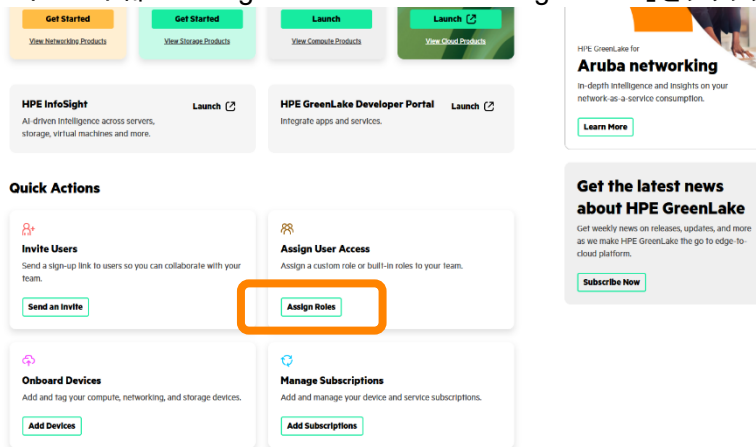 Get Started
Get Started
Launch
Launch
View Networking Products
View Storage Products
View Compute Products
View Cloud Products
HPE InfoSight
Launch
AI-driven intelligence across servers,
storage, virtual machines and more.
HPE GreenLake Developer Portal
Launch
Integrate apps and services.
HPE GreenLake for
Aruba networking
In-depth intelligence and insights on your
network-as-a-service consumption.
Learn More
Quick Actions
Invite Users
Send a sign-up link to users so you can collaborate with your
team.
Send an Invite
Assign User Access
Assign a custom role or built-in roles to your team.
Assign Roles
Get the latest news
about HPE GreenLake
Get weekly news on releases, updates, and more
as we make HPE GreenLake the go to edge-to-
cloud platform.
Subscribe Now
Onboard Devices
Add and tag your compute, networking, and storage devices.
Add Devices
Manage Subscriptions
Add and manage your device and service subscriptions.
Add Subscriptions